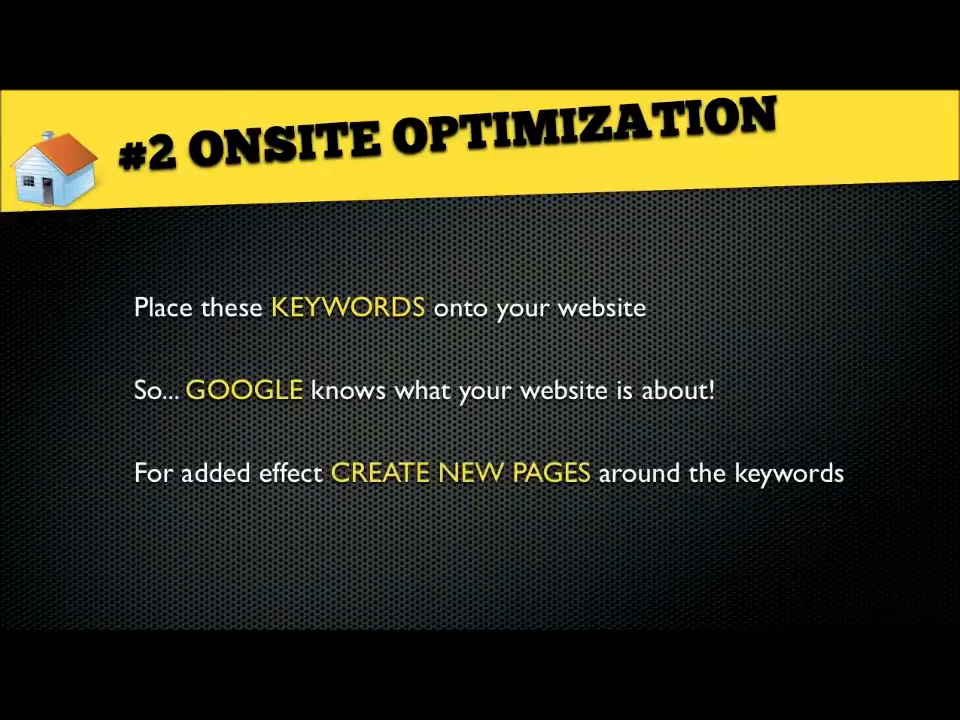 #2 ONSITE OPTIMIZATION
Place these KEYWORDS onto your website
So... GOOGLE knows what your website is about!
For added effect CREATE NEW PAGES around the keywords